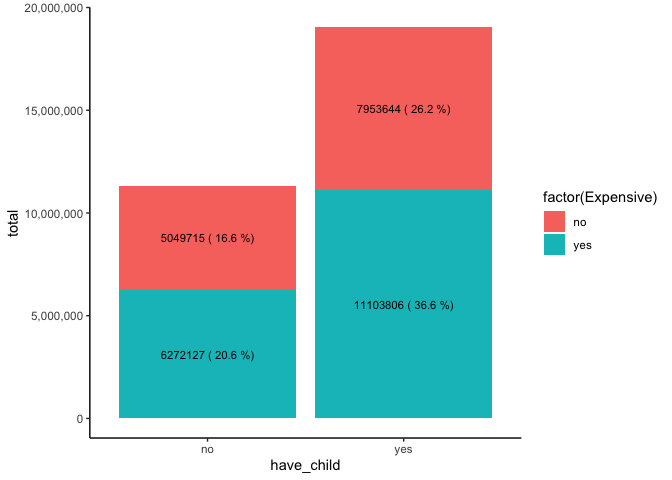 20,000,000
15,000,000
10,000,000
5,000,000
0
total
7953644 ( 26.2 %)
5049715 ( 16.6 %)
11103806 ( 36.6 %)
6272127 ( 20.6 %)
no
yes
have_child
factor(Expensive)
no
yes